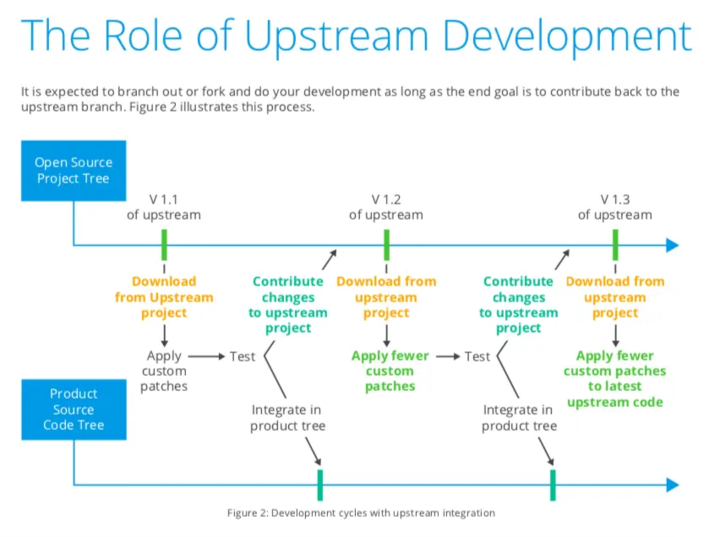 The Role of Upstream Development
It is expected to branch out or fork and do your development as long as the end goal is to contribute back to the
upstream branch. Figure 2 illustrates this process.
Open Source
Project Tree
V 1.1
of upstream
V 1.2
of upstream
V 1.3
of upstream
Download
from Upstream
project
Contribute
changes
to upstream
project
Download from
upstream
project
Contribute
changes
to upstream
project
Download from
upstream
project
Apply
custom
patches
Test
Apply fewer
custom
patches
Test
Apply fewer
custom patches
to latest
upstream code
Product
Source
Code Tree
Integrate in
product tree
Integrate in
product tree
Figure 2: Development cycles with upstream integration